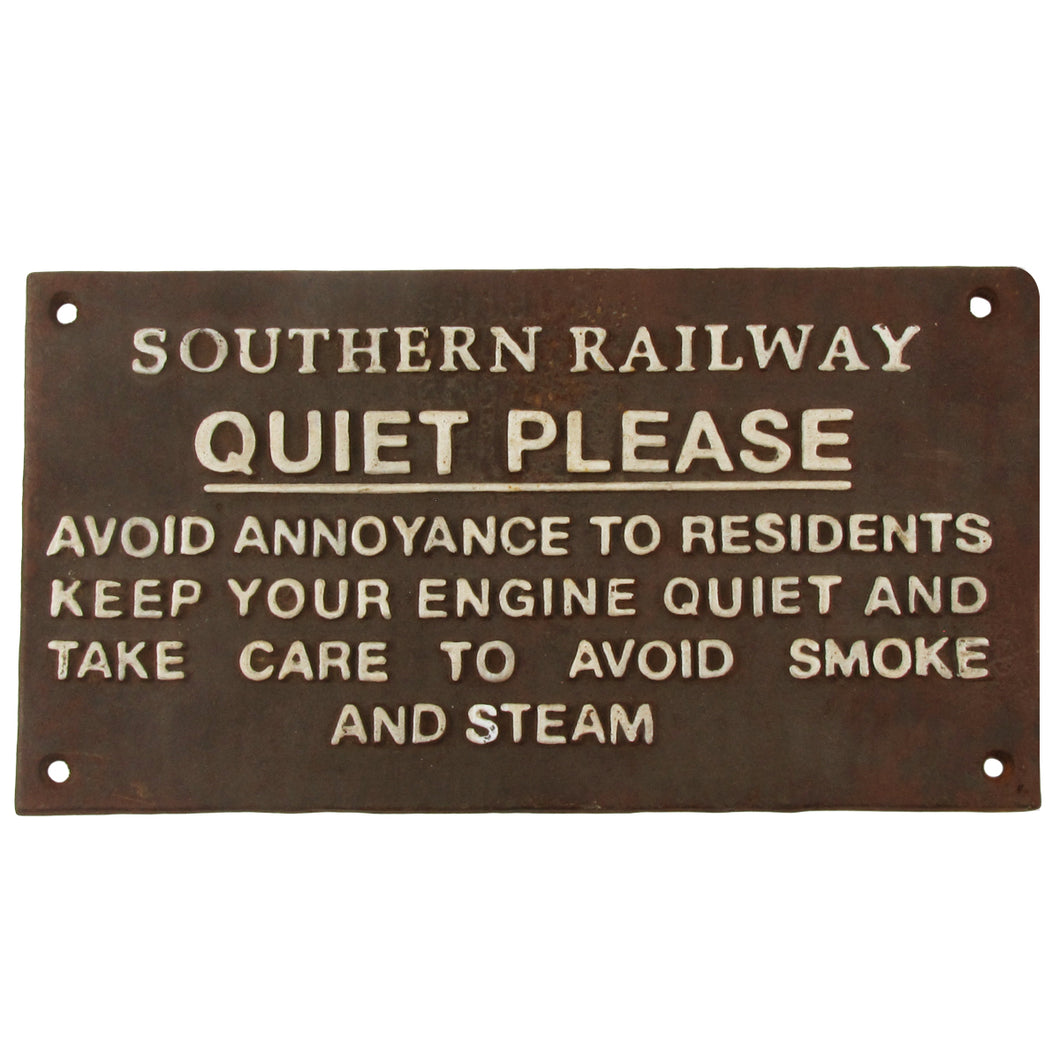 SOUTHERN RAILWAY
QUIET PLEASE
AVOID ANNOYANCE TO RESIDENTS
KEEP YOUR ENGINE QUIET AND
TAKE CARE TO AVOID SMOKE
AND STEAM